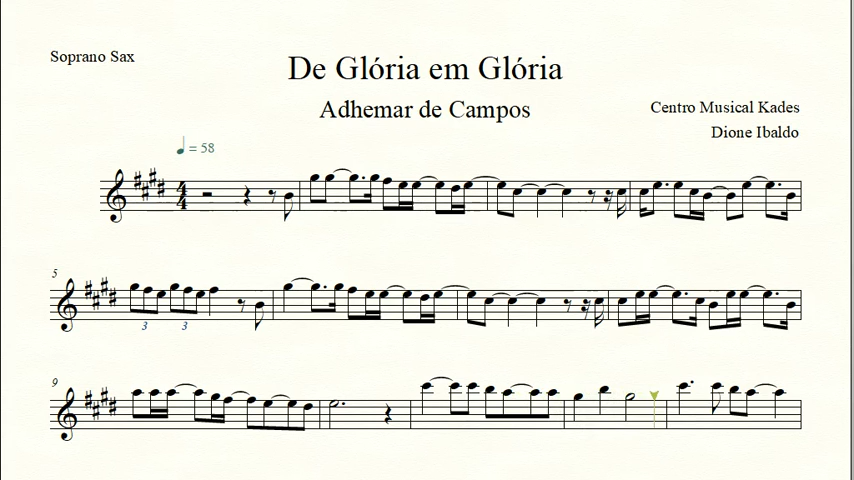 Soprano Sax
De Glória em Glória
Adhemar de Campos
Centro Musical Kades
Dione Ibaldo
= 58
4
4
5
3 3
9